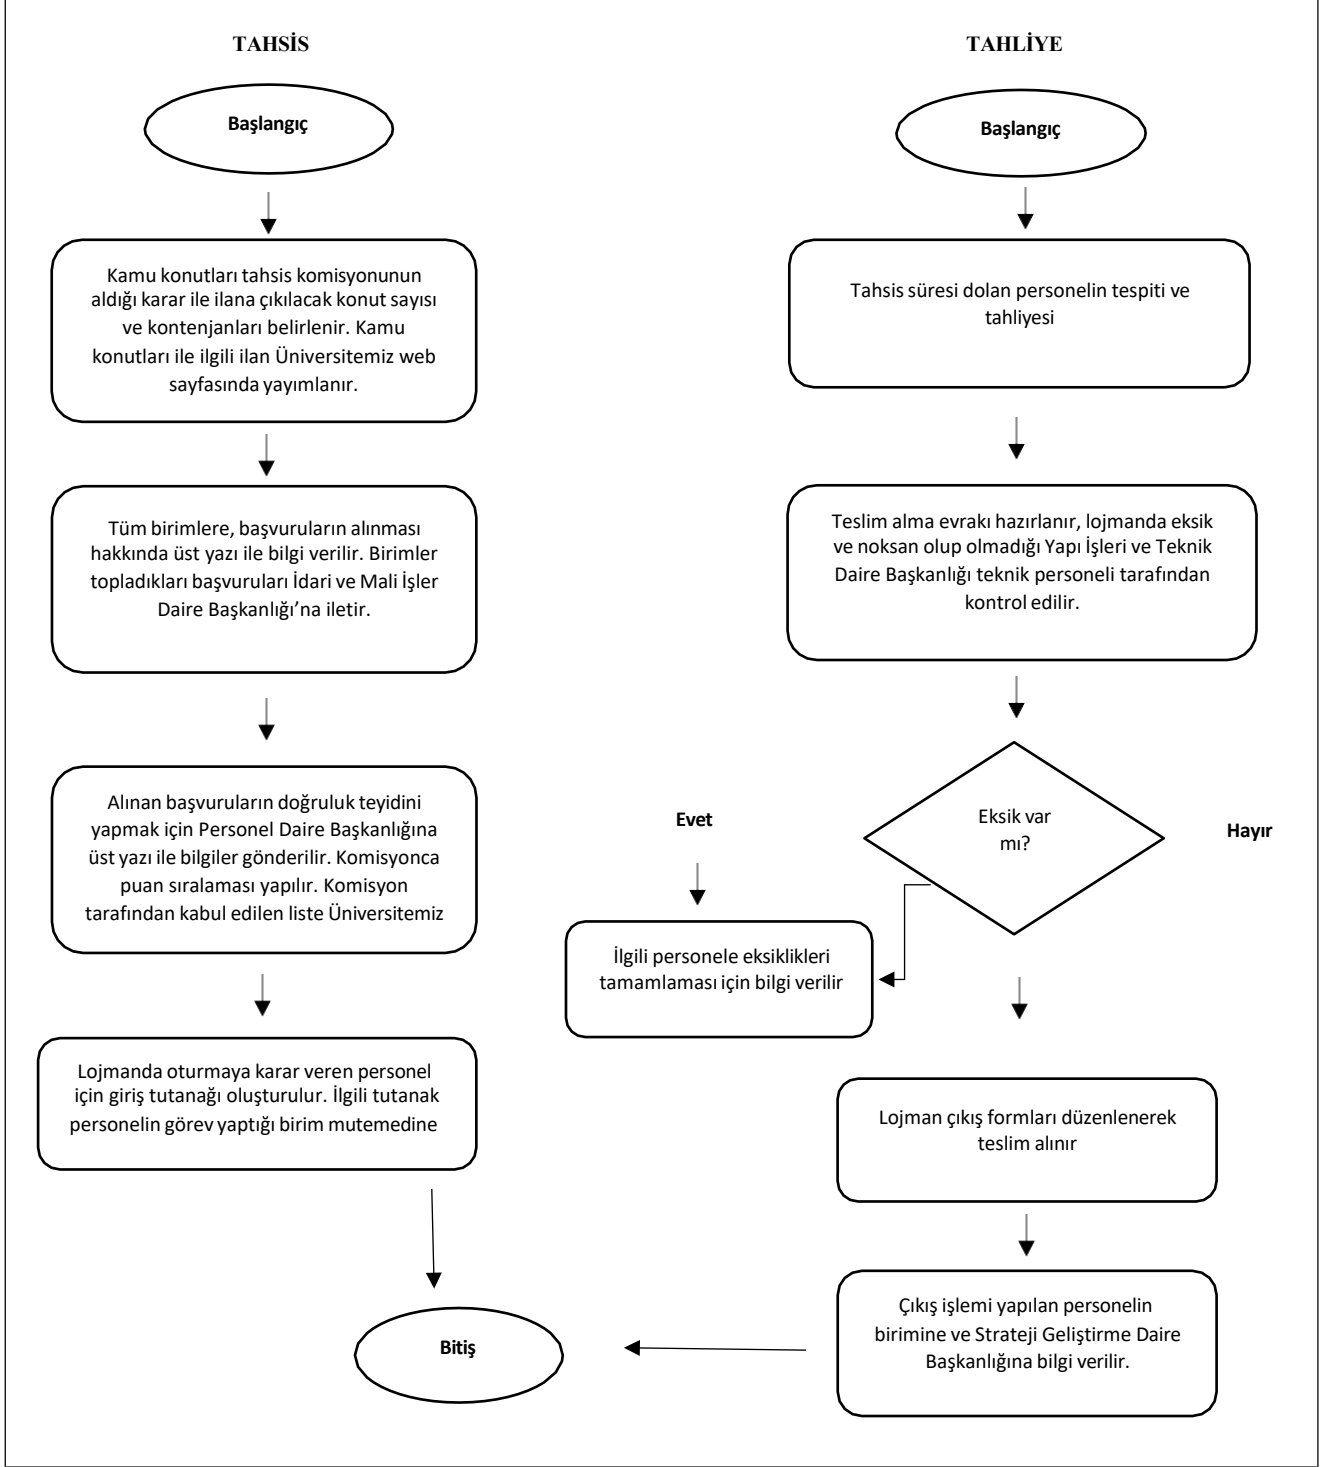 TAHSİS
Başlangıç
Kamu konutları tahsis komisyonunun
aldığı karar ile ilana çıkılacak konut sayısı
ve kontenjanları belirlenir. Kamu
konutları ile ilgili ilan Üniversitemiz web
sayfasında yayımlanır.
Tüm birimlere, başvuruların alınması
hakkında üst yazı ile bilgi verilir. Birimler
topladıkları başvuruları İdari ve Mali İşler
Daire Başkanlığı’na iletir.
Alınan başvuruların doğruluk teyidini
yapmak için Personel Daire Başkanlığına
üst yazı ile bilgiler gönderilir. Komisyonca
puan sıralaması yapılır. Komisyon
tarafından kabul edilen liste Üniversitemiz
Lojmanda oturmaya karar veren personel
için giriş tutanağı oluşturulur. İlgili tutanak
personelin görev yaptığı birim mutemedine
TAHLİYE
Başlangıç
Tahsis süresi dolan personelin tespiti ve
tahliyesi
Teslim alma evrakı hazırlanır, lojmanda eksik
ve noksan olup olmadığı Yapı İşleri ve Teknik
Daire Başkanlığı teknik personeli tarafından
kontrol edilir.
Eksik var
mı?
Evet
Hayır
İlgili personele eksiklikleri
tamamlaması için bilgi verilir
Lojman çıkış formları düzenlenerek
teslim alınır
Çıkış işlemi yapılan personelin
birimine ve Strateji Geliştirme Daire
Başkanlığına bilgi verilir.
Bitiş